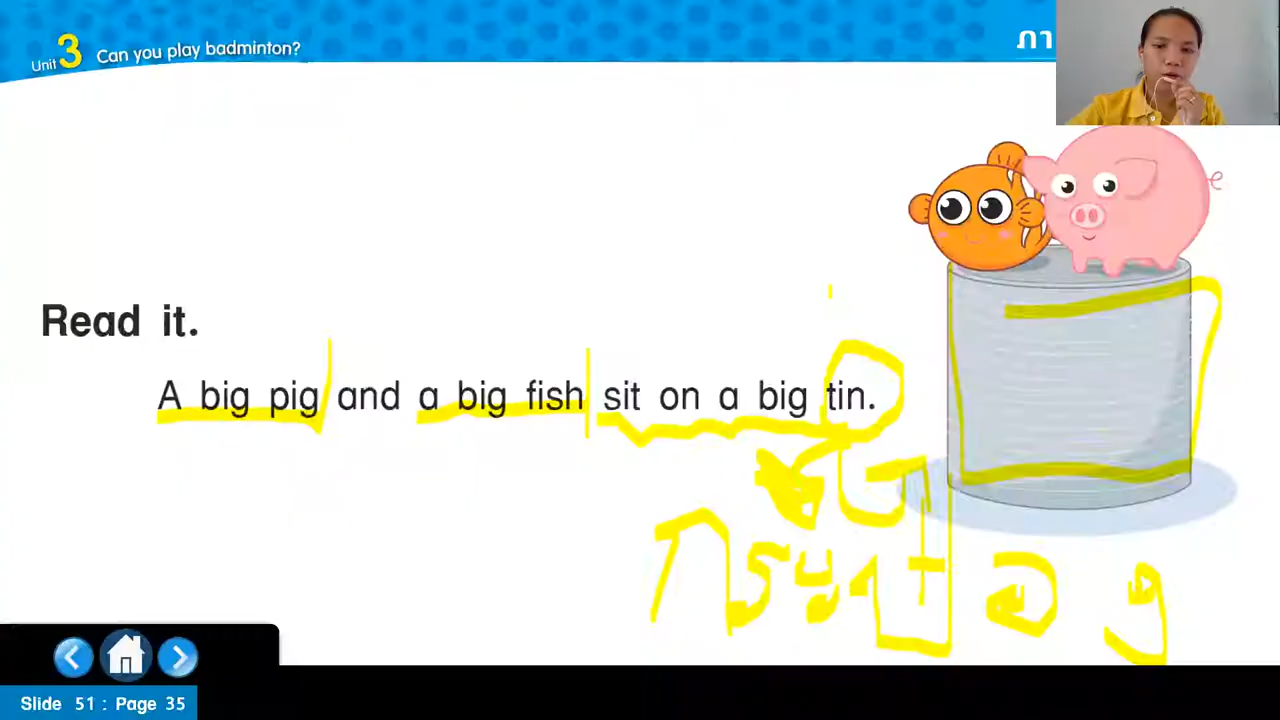 Unit 3 Can you play badminton?
ภา
Read it.
A big pig and a big fish sit on a big tin.
กระป๋อง
Slide 51 : Page 35